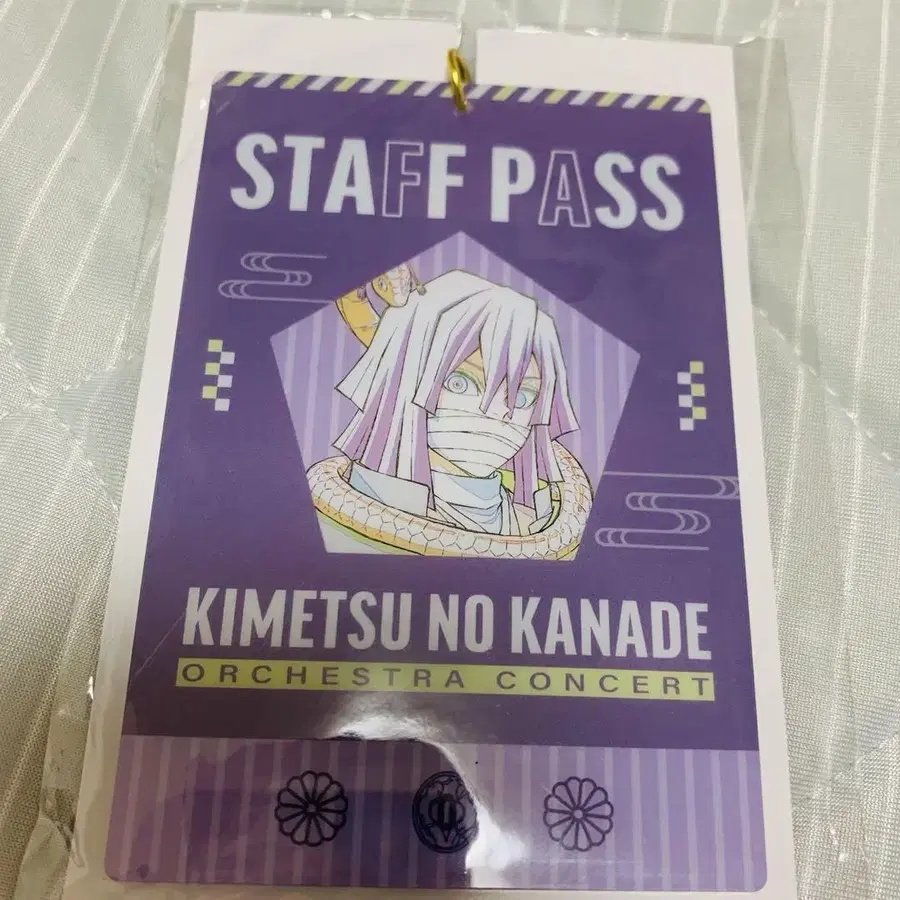 STAFF PASS
KIMETSU NO KANADE
ORCHESTRA CONCERT